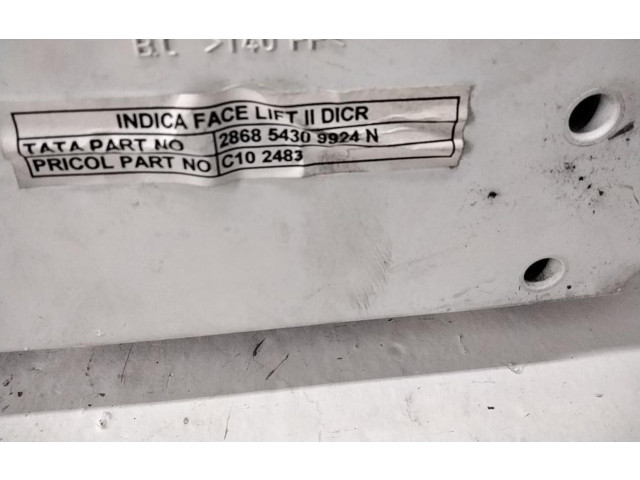 INDICA FACE LIFT II DICR
TATA PART NO 2868 5430 9924 N
PRICOL PART NO C10 2483